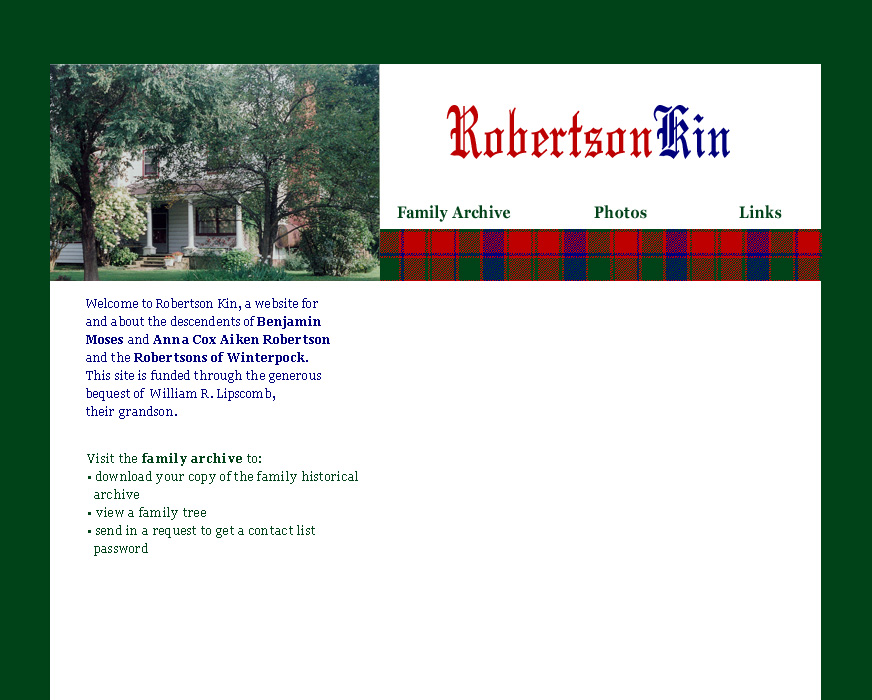 RobertsonKin
Family Archive Photos Links
Welcome to Robertson Kin, a website for
and about the descendents of Benjamin
Moses and Anna Cox Aiken Robertson
and the Robertsons of Winterpock.
This site is funded through the generous
bequest of William R. Lipscomb,
their grandson.
Visit the family archive to:
• download your copy of the family historical
archive
• view a family tree
• send in a request to get a contact list
password